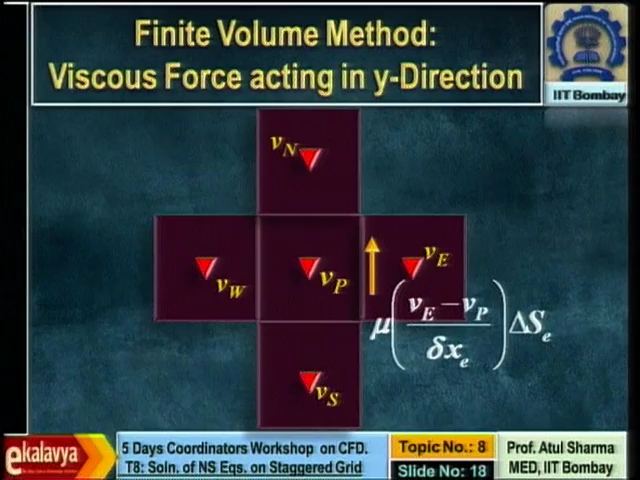 Finite Volume Method:
Viscous Force acting in y-Direction
IIT Bombay
v_N
v_W
v_P
v_E
v_S
μ((v_E − v_P)/δx_e)ΔS_e
ekalavya
5 Days Coordinators Workshop on CFD.
T8: Soln. of NS Eqs. on Staggered Grid
Topic No.: 8
Slide No: 18
Prof. Atul Sharma
MED, IIT Bombay